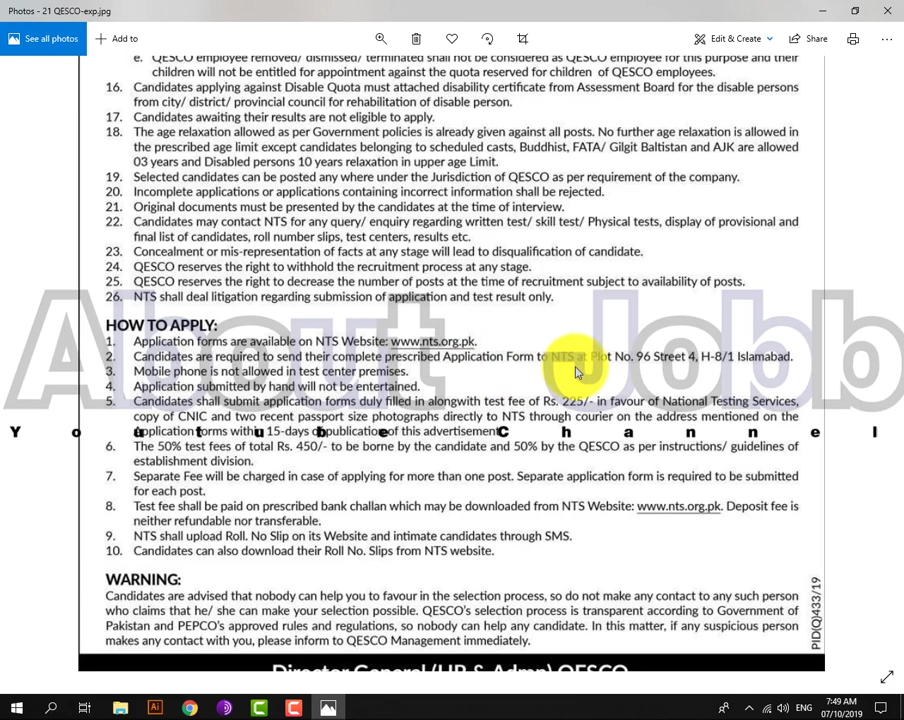 Photos - 21 QESCO-exp.jpg
See all photos
Add to
Edit & Create
Share
e. QESCO employee removed/ dismissed/ terminated shall not be considered as QESCO employee for this purpose and their
children will not be entitled for appointment against the quota reserved for children of QESCO employees.
16. Candidates applying against Disable Quota must attached disability certificate from Assessment Board for the disable persons
from city/ district/ provincial council for rehabilitation of disable person.
17. Candidates awaiting their results are not eligible to apply.
18. The age relaxation allowed as per Government policies is already given against all posts. No further age relaxation is allowed in
the prescribed age limit except candidates belonging to scheduled casts, Buddhist, FATA/ Gilgit Baltistan and AJK are allowed
03 years and Disabled persons 10 years relaxation in upper age Limit.
19. Selected candidates can be posted any where under the Jurisdiction of QESCO as per requirement of the company.
20. Incomplete applications or applications containing incorrect information shall be rejected.
21. Original documents must be presented by the candidates at the time of interview.
22. Candidates may contact NTS for any query/ enquiry regarding written test/ skill test/ Physical tests, display of provisional and
final list of candidates, roll number slips, test centers, results etc.
23. Concealment or mis-representation of facts at any stage will lead to disqualification of candidate.
24. QESCO reserves the right to withhold the recruitment process at any stage.
25. QESCO reserves the right to decrease the number of posts at the time of recruitment subject to availability of posts.
26. NTS shall deal litigation regarding submission of application and test result only.
About Jobb
HOW TO APPLY:
1. Application forms are available on NTS Website: www.nts.org.pk.
2. Candidates are required to send their complete prescribed Application Form to NTS at Plot No. 96 Street 4, H-8/1 Islamabad.
3. Mobile phone is not allowed in test center premises.
4. Application submitted by hand will not be entertained.
5. Candidates shall submit application forms duly filled in alongwith test fee of Rs. 225/- in favour of National Testing Services,
copy of CNIC and two recent passport size photographs directly to NTS through courier on the address mentioned on the
Application forms within 15-days of publication of this advertisement.
Youtube Channel
6. The 50% test fees of total Rs. 450/- to be borne by the candidate and 50% by the QESCO as per instructions/ guidelines of
establishment division.
7. Separate Fee will be charged in case of applying for more than one post. Separate application form is required to be submitted
for each post.
8. Test fee shall be paid on prescribed bank challan which may be downloaded from NTS Website: www.nts.org.pk. Deposit fee is
neither refundable nor transferable.
9. NTS shall upload Roll. No Slip on its Website and intimate candidates through SMS.
10. Candidates can also download their Roll No. Slips from NTS website.
WARNING:
Candidates are advised that nobody can help you to favour in the selection process, so do not make any contact to any such person
who claims that he/ she can make your selection possible. QESCO's selection process is transparent according to Government of
Pakistan and PEPCO's approved rules and regulations, so nobody can help any candidate. In this matter, if any suspicious person
makes any contact with you, please inform to QESCO Management immediately.
PID(Q)433/19
Director General (HR & Admn) QESCO
Ai
ENG
7:49 AM
07/10/2019